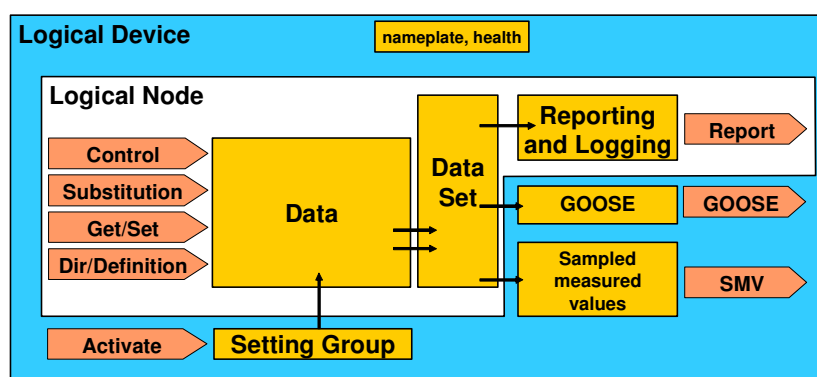 Logical Device
nameplate, health
Logical Node
Control
Substitution
Get/Set
Dir/Definition
Data
Data
Set
Reporting
and Logging
Report
GOOSE
GOOSE
Sampled
measured
values
SMV
Activate
Setting Group